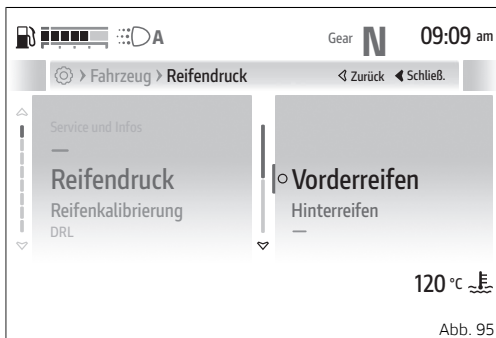 A Gear N 09:09 am
Fahrzeug Reifendruck Zurück Schließ.
Service und Infos
Reifendruck
Reifenkalibrierung
DRL
Vorderreifen
Hinterreifen
120 °C
Abb. 95